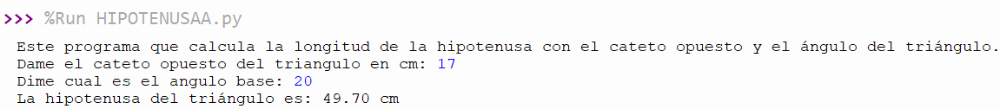 >>> %Run HIPOTENUSAA.py
Este programa que calcula la longitud de la hipotenusa con el cateto opuesto y el ángulo del triángulo.
Dame el cateto opuesto del triangulo en cm: 17
Dime cual es el angulo base: 20
La hipotenusa del triángulo es: 49.70 cm